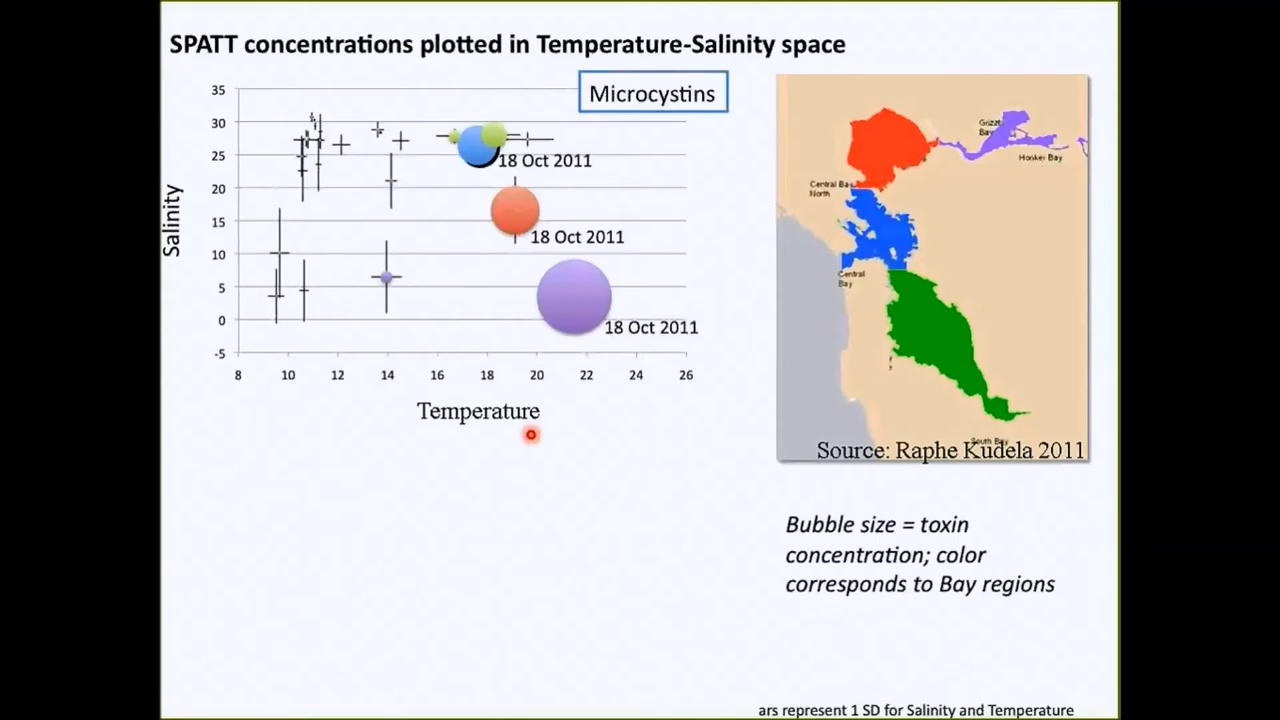 SPATT concentrations plotted in Temperature-Salinity space
Microcystins
35
30
25
20
15
10
5
0
-5
Salinity
18 Oct 2011
18 Oct 2011
18 Oct 2011
8 10 12 14 16 18 20 22 24 26
Temperature
Grizzl
Bay
Honker Bay
Central Bay
North
Central
Bay
South Bay
Source: Raphe Kudela 2011
Bubble size = toxin
concentration; color
corresponds to Bay regions
ars represent 1 SD for Salinity and Temperature